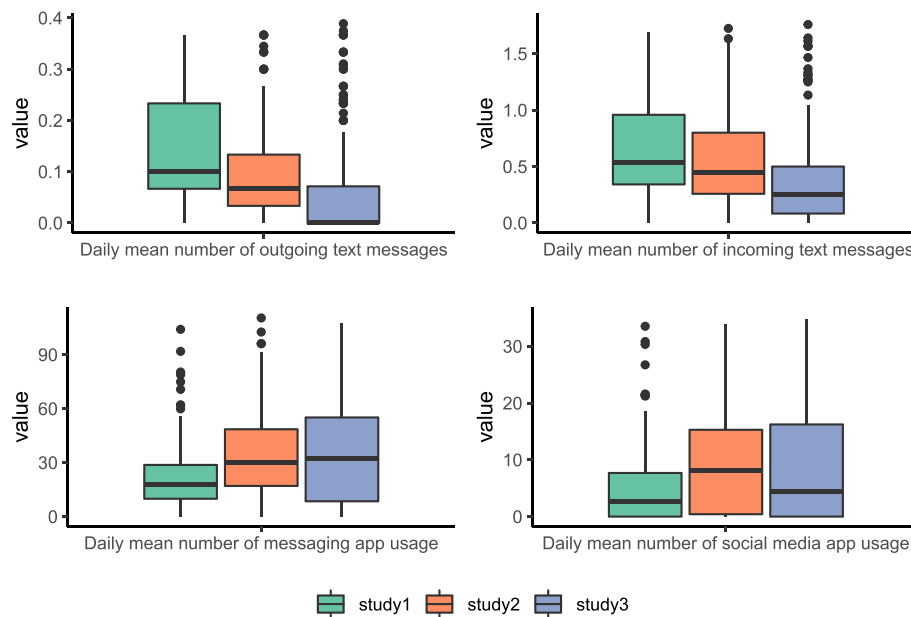 0.4
0.3
0.2
0.1
0.0
value
Daily mean number of outgoing text messages
1.5
1.0
0.5
0.0
value
Daily mean number of incoming text messages
90
60
30
0
value
Daily mean number of messaging app usage
30
20
10
0
value
Daily mean number of social media app usage
study1 study2 study3